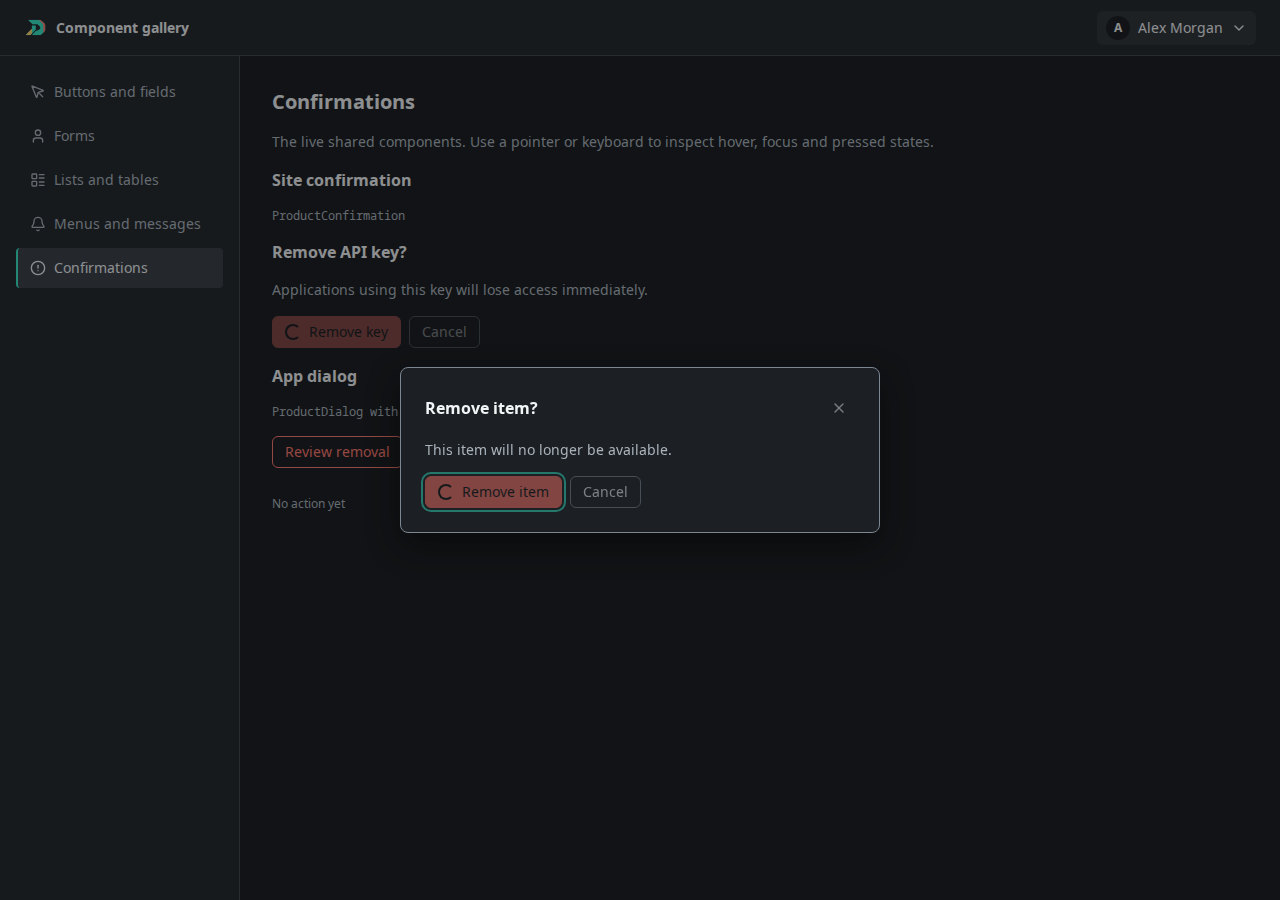 Component gallery
A
Alex Morgan
Buttons and fields
Forms
Lists and tables
Menus and messages
Confirmations
Confirmations
The live shared components. Use a pointer or keyboard to inspect hover, focus and pressed states.
Site confirmation
ProductConfirmation
Remove API key?
Applications using this key will lose access immediately.
Remove key
Cancel
App dialog
ProductDialog with
Review removal
No action yet
Remove item?
This item will no longer be available.
Remove item
Cancel